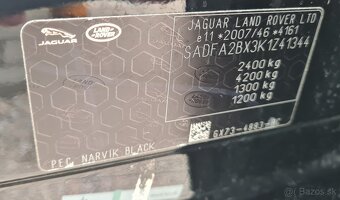 JAGUAR
LAND-
ROVER
JAGUAR LAND ROVER LTD
e11*2007/46*4161
SADFA2BX3K1Z41344
2400 kg
4200 kg
1300 kg
1200 kg
PEC NARVIK BLACK
Bazos.sk